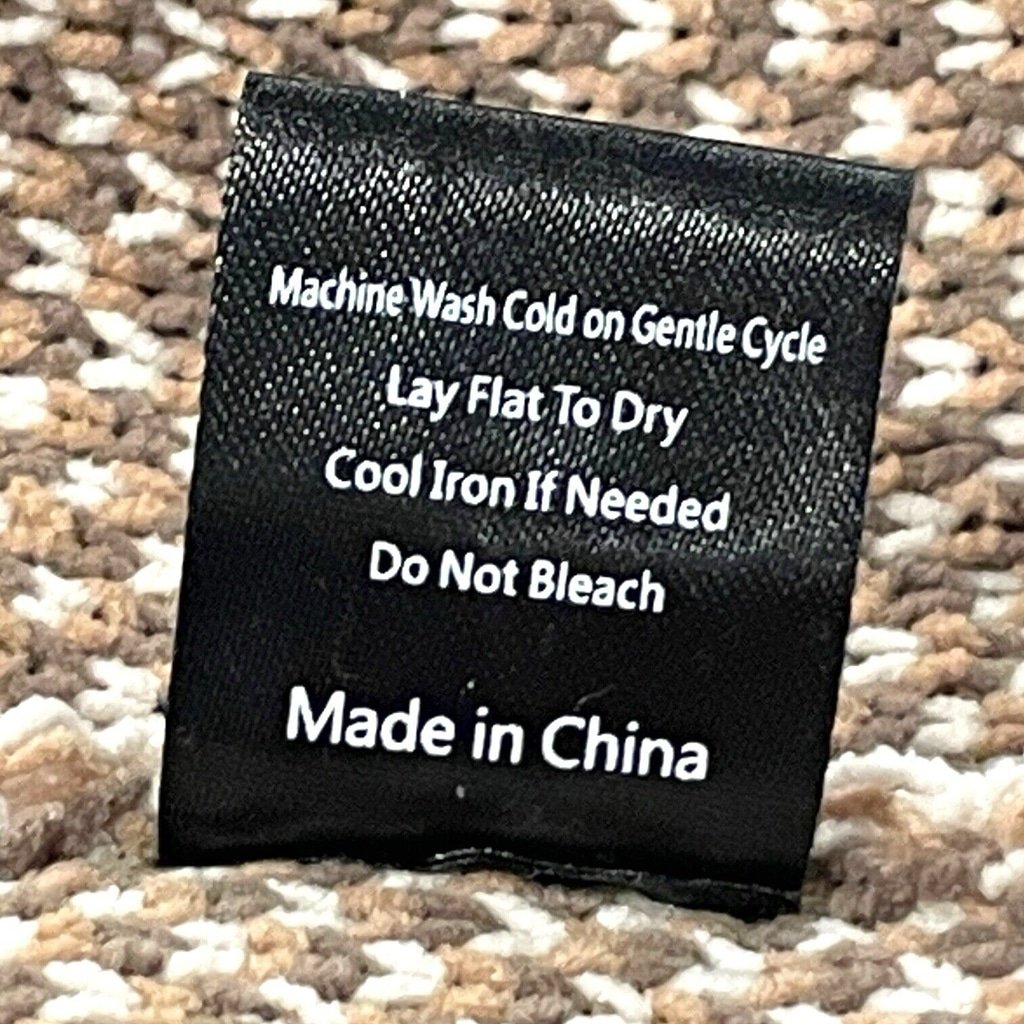 Machine Wash Cold on Gentle Cycle
Lay Flat To Dry
Cool Iron If Needed
Do Not Bleach
Made in China